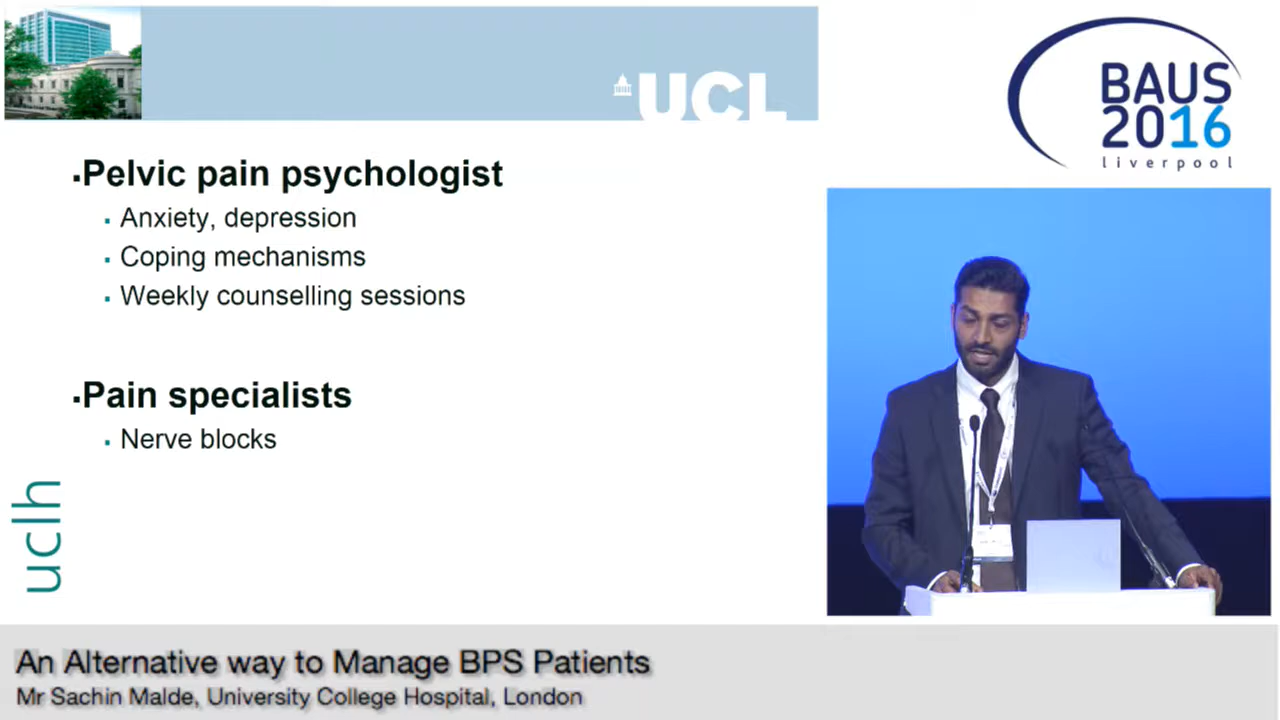 UCL
BAUS
2016
liverpool
Pelvic pain psychologist
Anxiety, depression
Coping mechanisms
Weekly counselling sessions
Pain specialists
Nerve blocks
uclh
An Alternative way to Manage BPS Patients
Mr Sachin Malde, University College Hospital, London